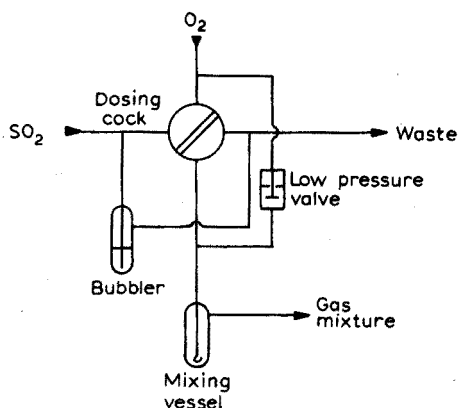 O₂
Dosing
cock
SO₂
Waste
Low pressure
valve
Bubbler
Gas
mixture
Mixing
vessel